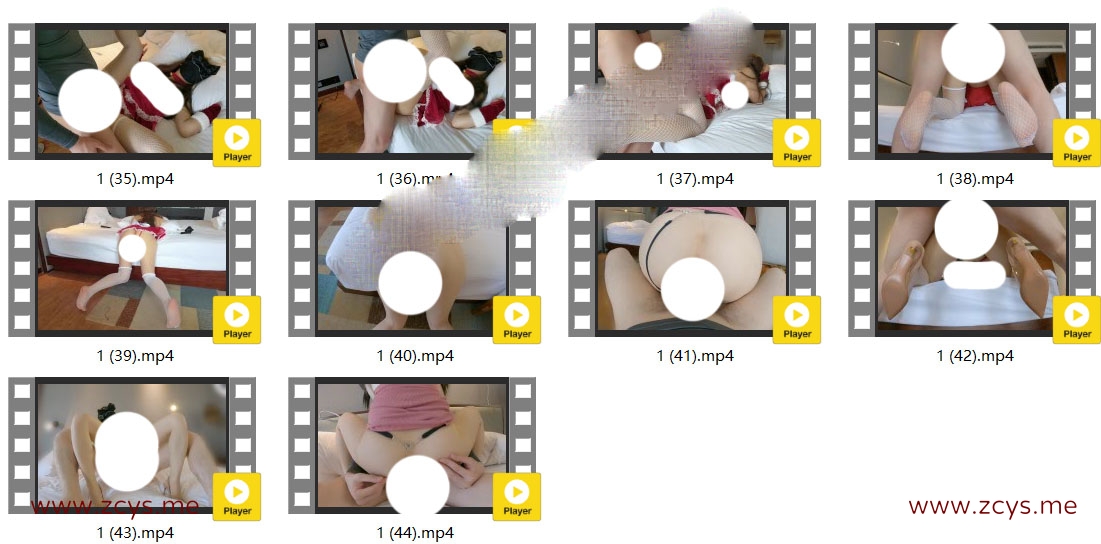 Player
1 (35).mp4
Player
1 (36).mp4
Player
1 (37).mp4
Player
1 (38).mp4
Player
1 (39).mp4
Player
1 (40).mp4
Player
1 (41).mp4
Player
1 (42).mp4
www.zcys.me
Player
1 (43).mp4
Player
1 (44).mp4
www.zcys.me